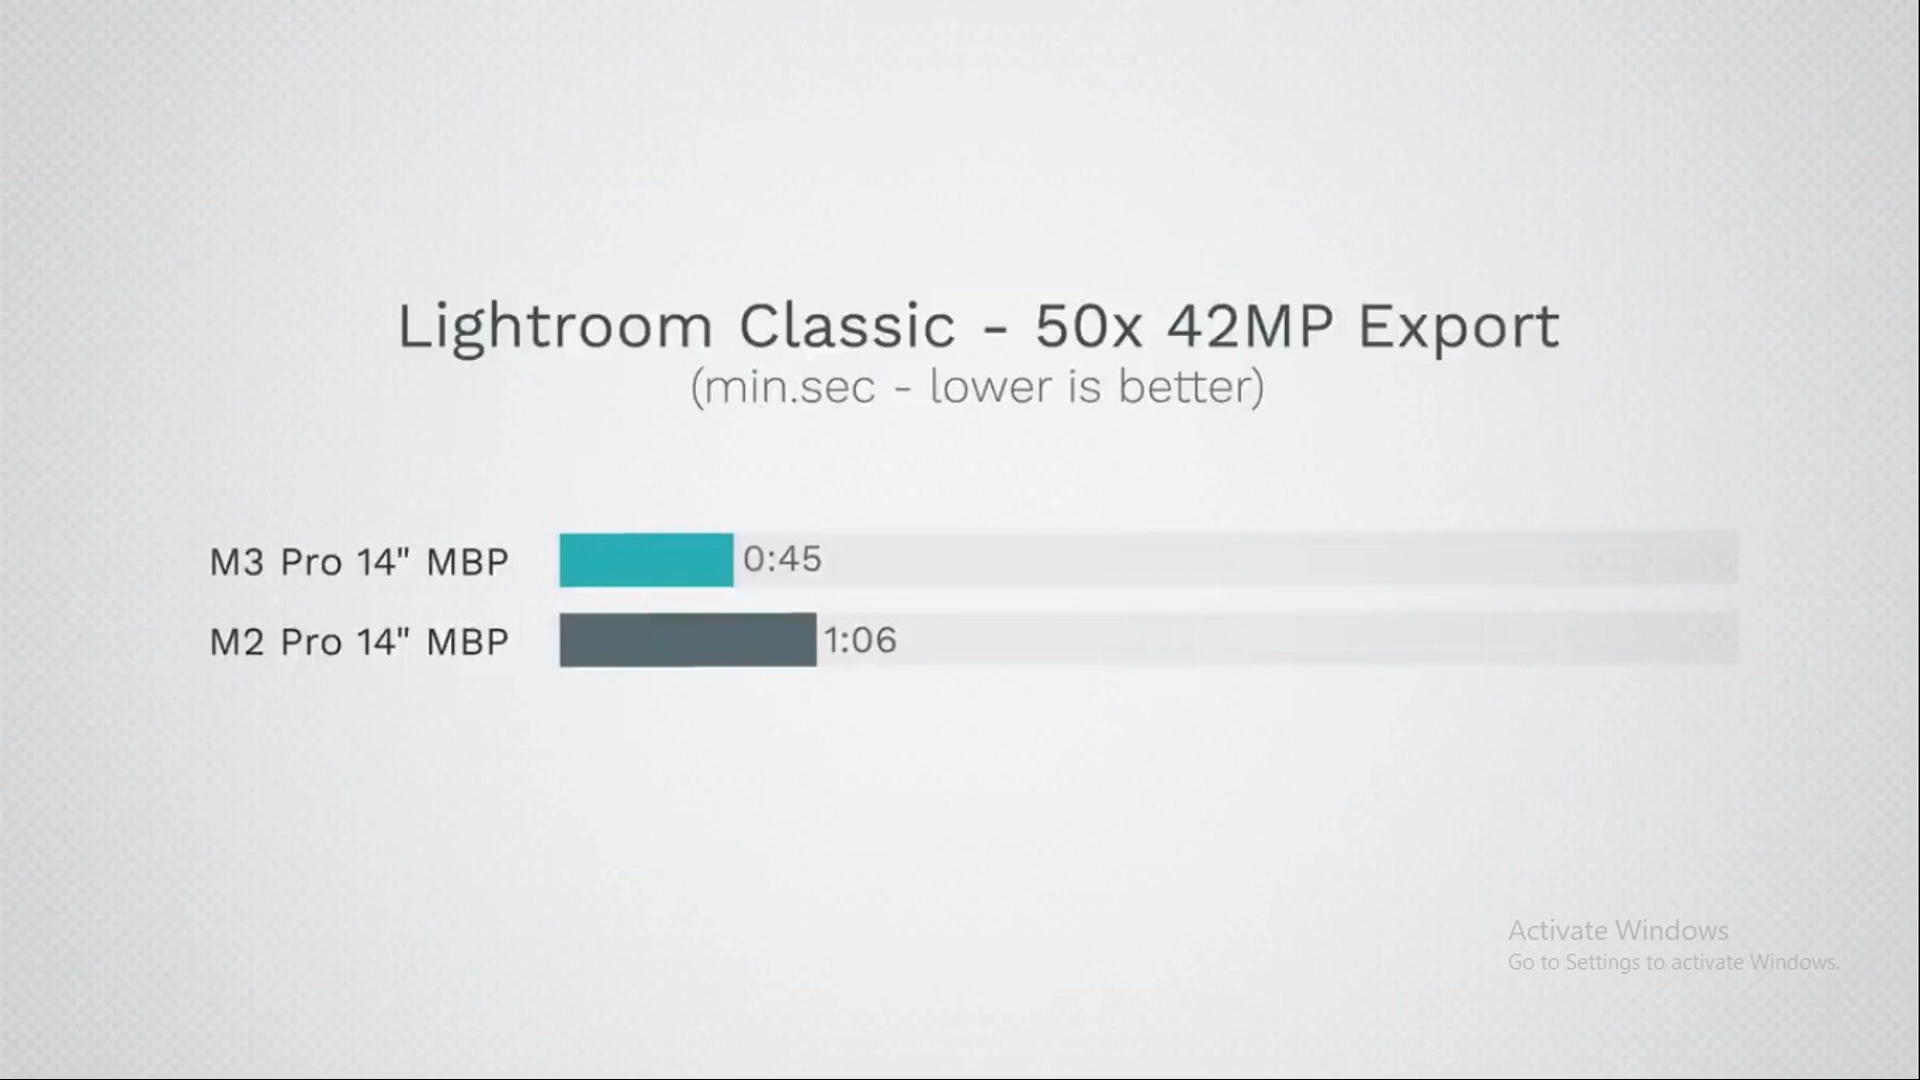 Lightroom Classic - 50x 42MP Export
(min.sec - lower is better)
M3 Pro 14" MBP 0:45
M2 Pro 14" MBP 1:06
Activate Windows
Go to Settings to activate Windows.